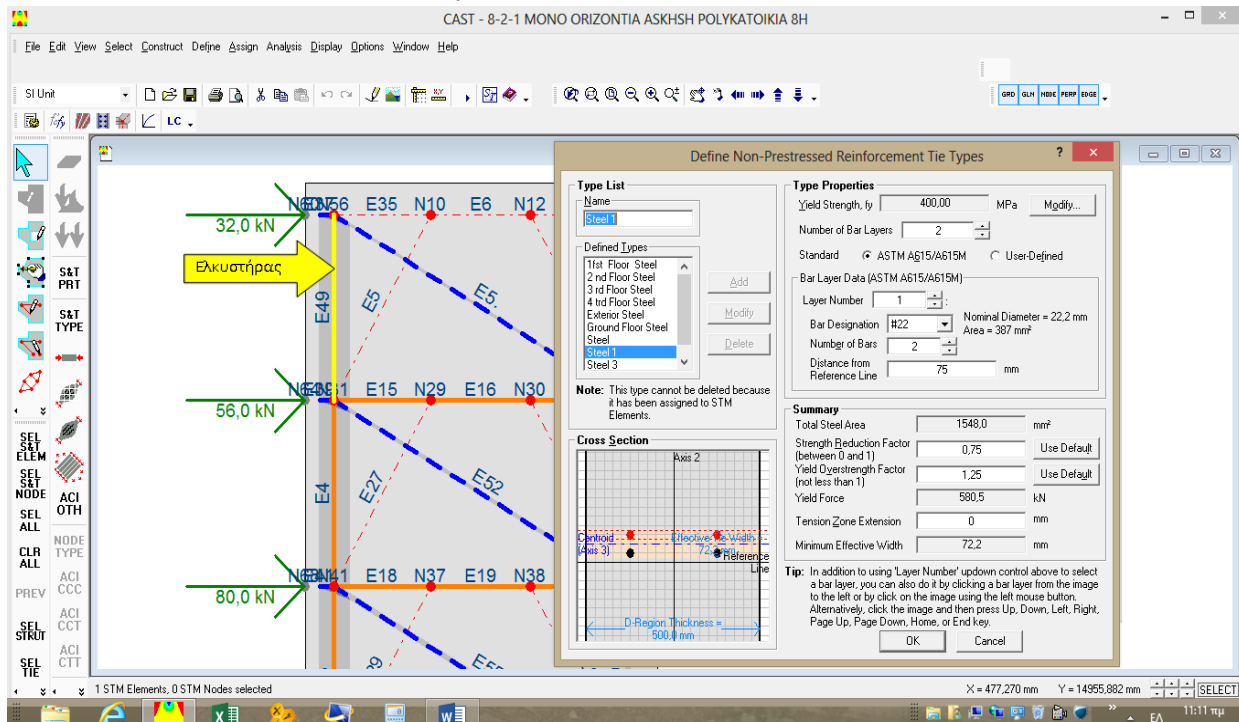 CAST - 8-2-1 MONO ORIZONTIA ASKHSH POLYKATOIKIA 8H
File Edit View Select Construct Define Assign Analysis Display Options Window Help
SI Unit
GRD GLN NODE PERP EDGE
LC
S&T PRT
S&T TYPE
SEL S&T ELEM
SEL S&T NODE
SEL ALL
CLR ALL
PREV
SEL STRUT
SEL TIE
ACI OTH
NODE TYPE
ACI CCC
ACI CCT
ACI CTT
E35 N10 E6 N12
32,0 kN
Ελκυστήρας
E49 E5 E5.
E15 N29 E16 N30
56,0 kN
E4 E27 E52
E18 N37 E19 N38
80,0 kN
Define Non-Prestressed Reinforcement Tie Types
Type List
Name
Steel 1
Defined Types
1fst Floor Steel
2 nd Floor Steel
3 rd Floor Steel
4 trd Floor Steel
Exterior Steel
Ground Floor Steel
Steel
Steel 1
Steel 3
Add
Modify
Delete
Note: This type cannot be deleted because
it has been assigned to STM
Elements.
Cross Section
Axis 2
Centroid
(Axis 3)
Effective Tie Width =
72,2 mm
Reference
Line
D-Region Thickness =
500,0 mm
Type Properties
Yield Strength, fy 400,00 MPa Modify...
Number of Bar Layers 2
Standard ASTM A615/A615M User-Defined
Bar Layer Data (ASTM A615/A615M)
Layer Number 1 :
Bar Designation #22 Nominal Diameter = 22,2 mm
Area = 387 mm²
Number of Bars 2
Distance from
Reference Line 75 mm
Summary
Total Steel Area 1548,0 mm²
Strength Reduction Factor
(between 0 and 1) 0,75 Use Default
Yield Overstrength Factor
(not less than 1) 1,25 Use Default
Yield Force 580,5 kN
Tension Zone Extension 0 mm
Minimum Effective Width 72,2 mm
Tip: In addition to using 'Layer Number' updown control above to select
a bar layer, you can also do it by clicking a bar layer from the image
to the left or by click on the image using the left mouse button.
Alternatively, click the image and then press Up, Down, Left, Right,
Page Up, Page Down, Home, or End key.
OK Cancel
1 STM Elements, 0 STM Nodes selected
X = 477,270 mm Y = 14955,882 mm SELECT
ΕΛ 11:11 πμ